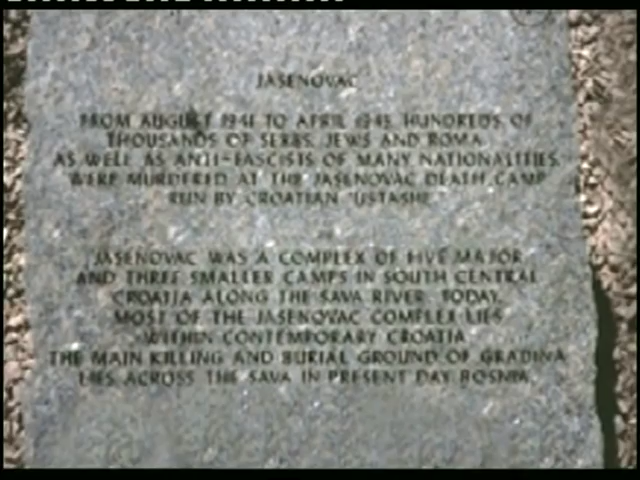 JASENOVAC
FROM AUGUST 1941 TO APRIL 1945, HUNDREDS OF
THOUSANDS OF SERBS, JEWS AND ROMA,
AS WELL AS ANTI-FASCISTS OF MANY NATIONALITIES,
WERE MURDERED AT THE JASENOVAC DEATH CAMP
RUN BY CROATIAN "USTASHE."
JASENOVAC WAS A COMPLEX OF FIVE MAJOR
AND THREE SMALLER CAMPS IN SOUTH CENTRAL
CROATIA ALONG THE SAVA RIVER. TODAY,
MOST OF THE JASENOVAC COMPLEX LIES
WITHIN CONTEMPORARY CROATIA.
THE MAIN KILLING AND BURIAL GROUND OF GRADINA
LIES ACROSS THE SAVA IN PRESENT DAY BOSNIA.